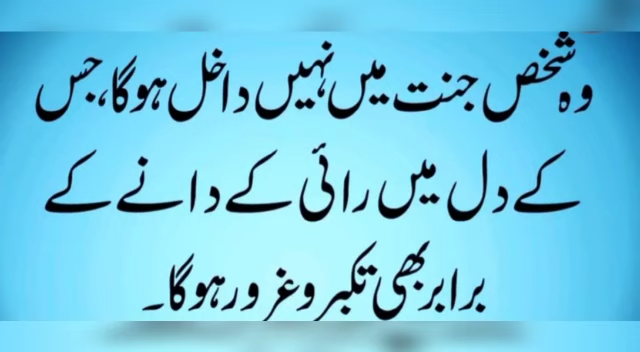 وہ شخص جنت میں نہیں داخل ہوگا، جس
کے دل میں رائی کے دانے کے
برابر بھی تکبر و غرور ہوگا۔